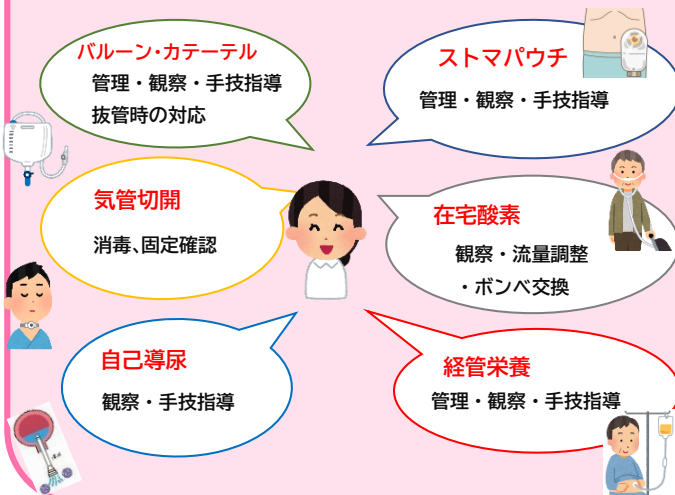 バルーン・カテーテル
管理・観察・手技指導
抜管時の対応
ストマパウチ
管理・観察・手技指導
気管切開
消毒、固定確認
在宅酸素
観察・流量調整
・ボンベ交換
自己導尿
観察・手技指導
経管栄養
管理・観察・手技指導